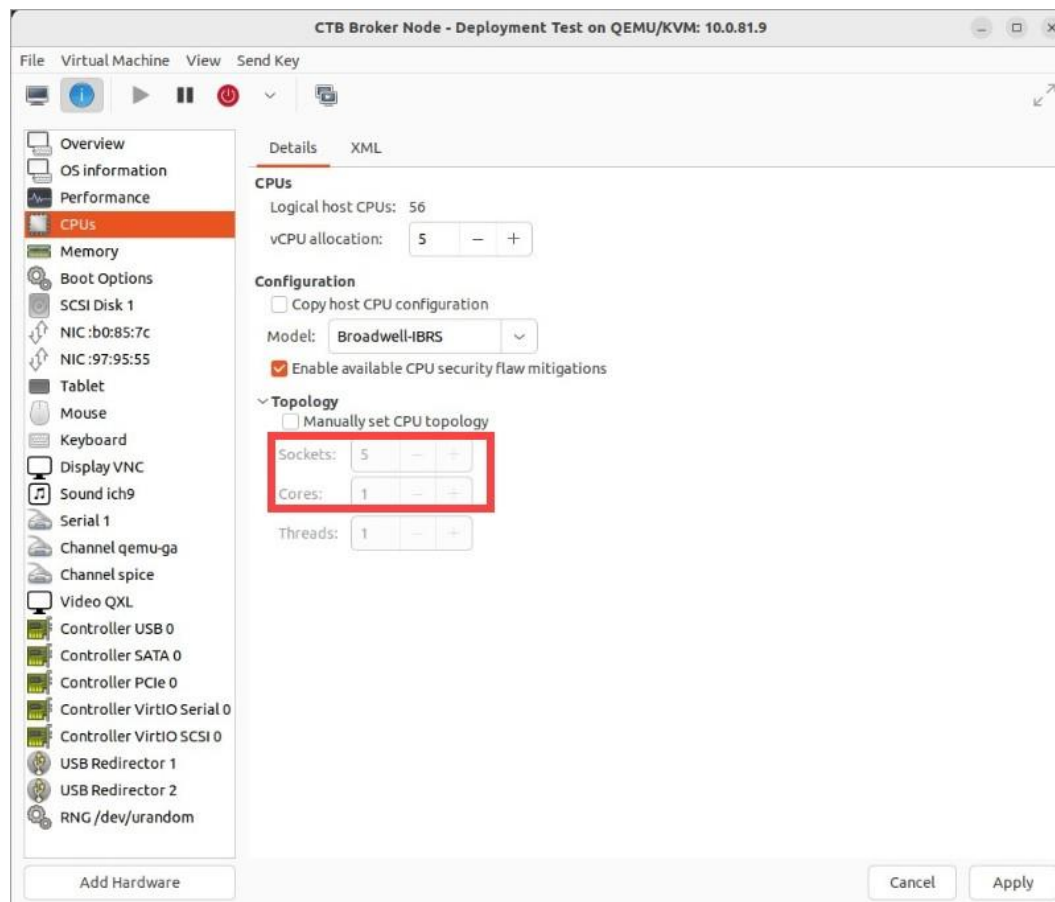 CTB Broker Node - Deployment Test on QEMU/KVM: 10.0.81.9
File Virtual Machine View Send Key
Overview
OS information
Performance
CPUs
Memory
Boot Options
SCSI Disk 1
NIC :b0:85:7c
NIC :97:95:55
Tablet
Mouse
Keyboard
Display VNC
Sound ich9
Serial 1
Channel qemu-ga
Channel spice
Video QXL
Controller USB 0
Controller SATA 0
Controller PCIe 0
Controller VirtIO Serial 0
Controller VirtIO SCSI 0
USB Redirector 1
USB Redirector 2
RNG /dev/urandom
Add Hardware
Details XML
CPUs
Logical host CPUs: 56
vCPU allocation: 5 − +
Configuration
Copy host CPU configuration
Model: Broadwell-IBRS
Enable available CPU security flaw mitigations
Topology
Manually set CPU topology
Sockets: 5 − +
Cores: 1 − +
Threads: 1 − +
Cancel Apply